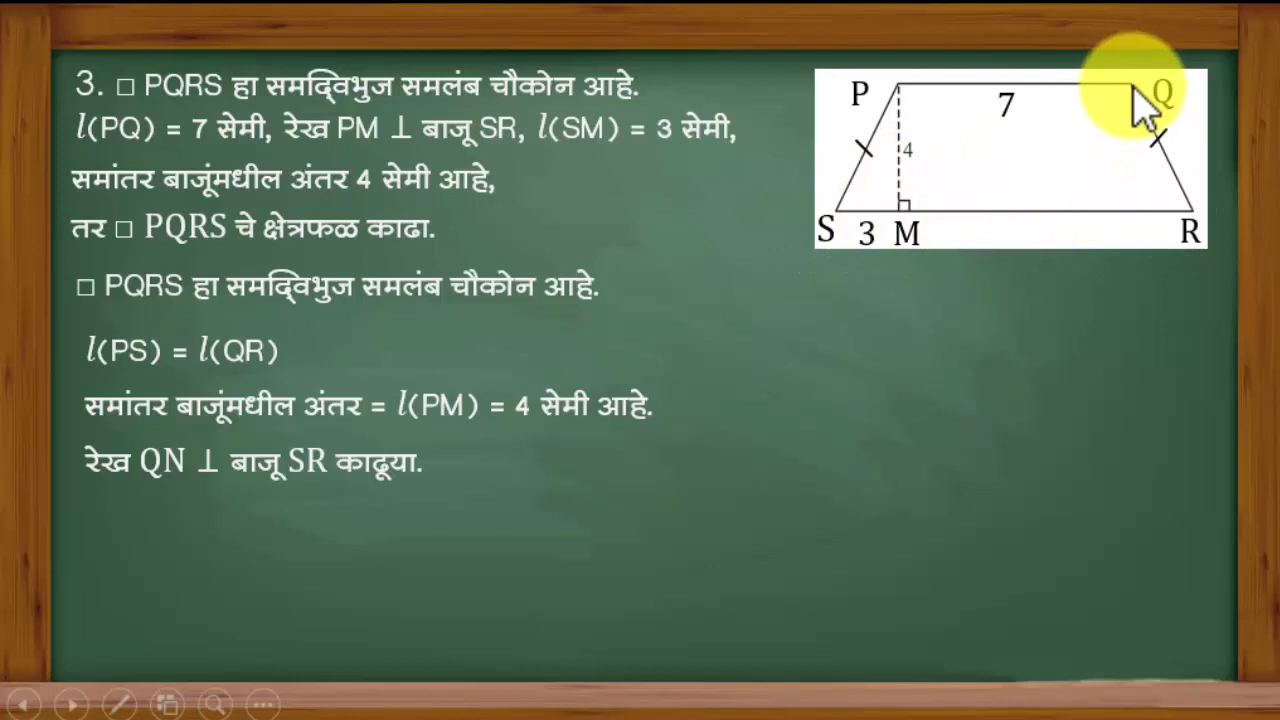 3. □ PQRS हा समद्‌विभुज समलंब चौकोन आहे.
l(PQ) = 7 सेमी, रेख PM ⊥ बाजू SR, l(SM) = 3 सेमी,
समांतर बाजूंमधील अंतर 4 सेमी आहे,
तर □ PQRS चे क्षेत्रफळ काढा.
□ PQRS हा समद्‌विभुज समलंब चौकोन आहे.
l(PS) = l(QR)
समांतर बाजूंमधील अंतर = l(PM) = 4 सेमी आहे.
रेख QN ⊥ बाजू SR काढूया.
P 7 Q
4
S 3 M R